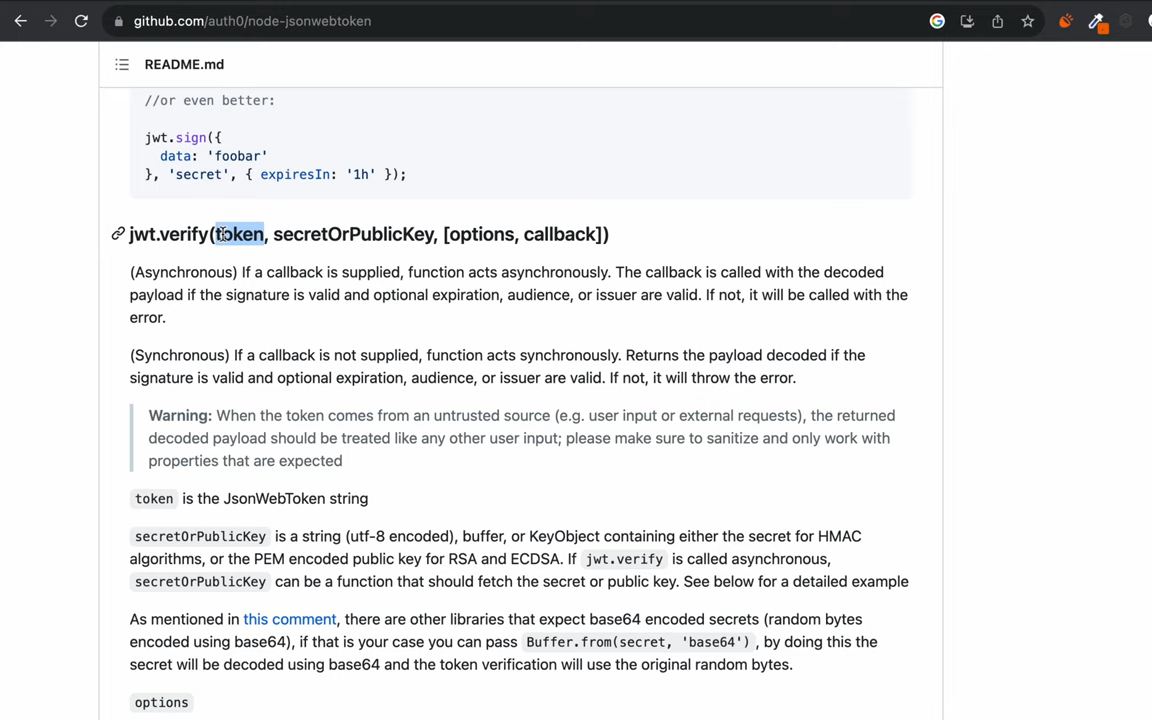 github.com/auth0/node-jsonwebtoken
README.md
//or even better:
jwt.sign({
  data: 'foobar'
}, 'secret', { expiresIn: '1h' });
jwt.verify(token, secretOrPublicKey, [options, callback])
(Asynchronous) If a callback is supplied, function acts asynchronously. The callback is called with the decoded
payload if the signature is valid and optional expiration, audience, or issuer are valid. If not, it will be called with the
error.
(Synchronous) If a callback is not supplied, function acts synchronously. Returns the payload decoded if the
signature is valid and optional expiration, audience, or issuer are valid. If not, it will throw the error.
Warning: When the token comes from an untrusted source (e.g. user input or external requests), the returned
decoded payload should be treated like any other user input; please make sure to sanitize and only work with
properties that are expected
token is the JsonWebToken string
secretOrPublicKey is a string (utf-8 encoded), buffer, or KeyObject containing either the secret for HMAC
algorithms, or the PEM encoded public key for RSA and ECDSA. If jwt.verify is called asynchronous,
secretOrPublicKey can be a function that should fetch the secret or public key. See below for a detailed example
As mentioned in this comment, there are other libraries that expect base64 encoded secrets (random bytes
encoded using base64), if that is your case you can pass Buffer.from(secret, 'base64'), by doing this the
secret will be decoded using base64 and the token verification will use the original random bytes.
options